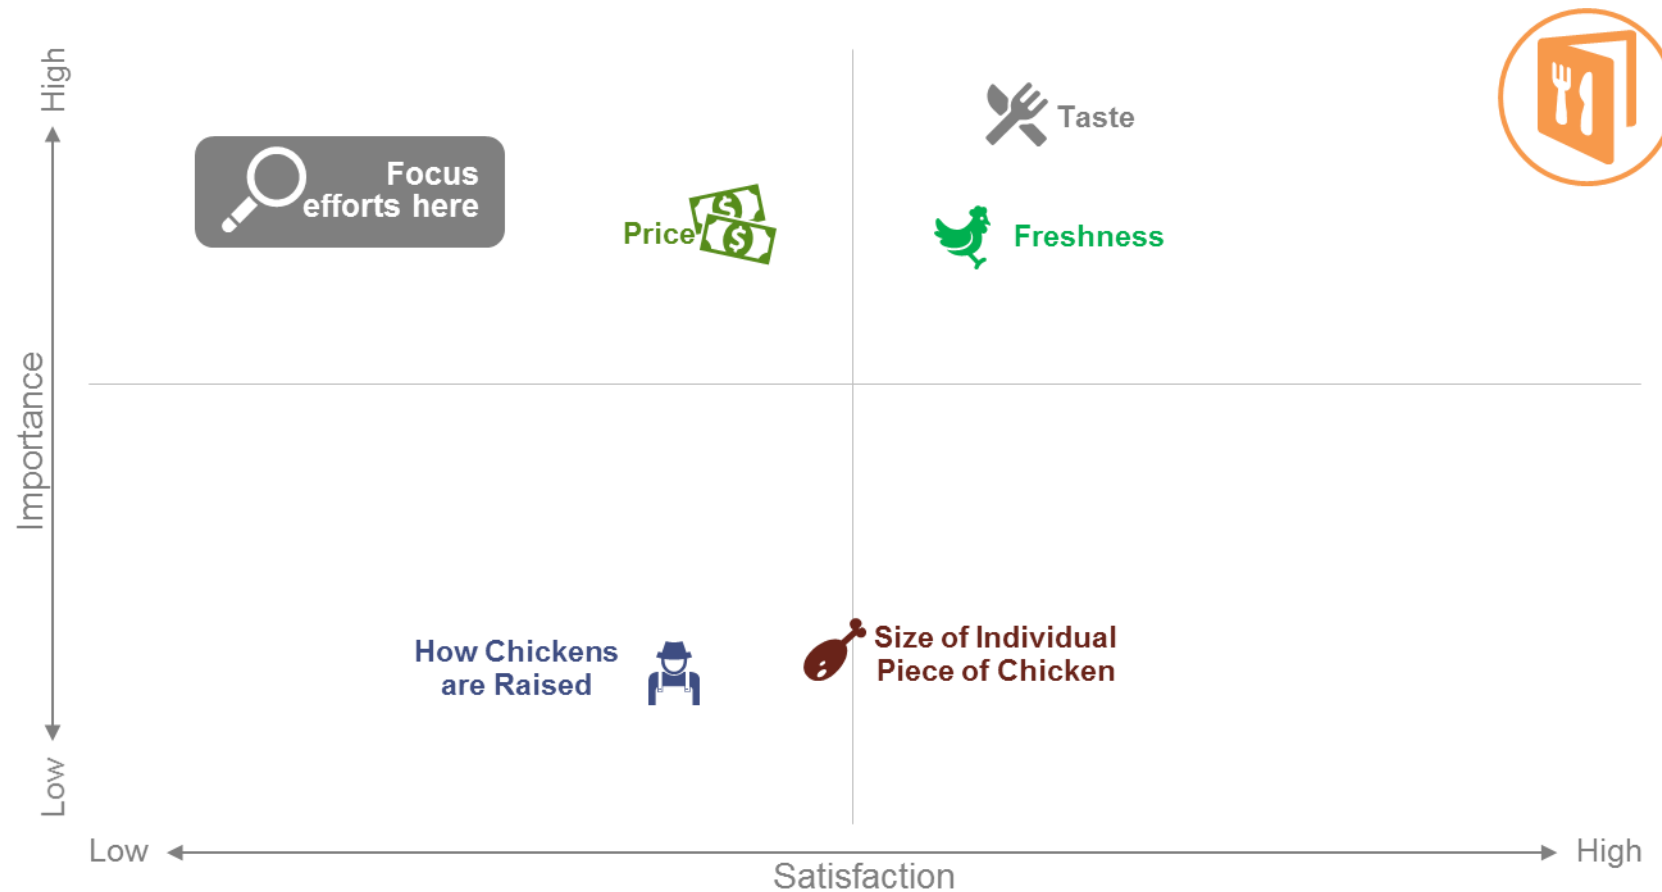 High
Taste
Focus
efforts here
Price
$
$
Freshness
Importance
How Chickens
are Raised
Size of Individual
Piece of Chicken
Low
Low
High
Satisfaction